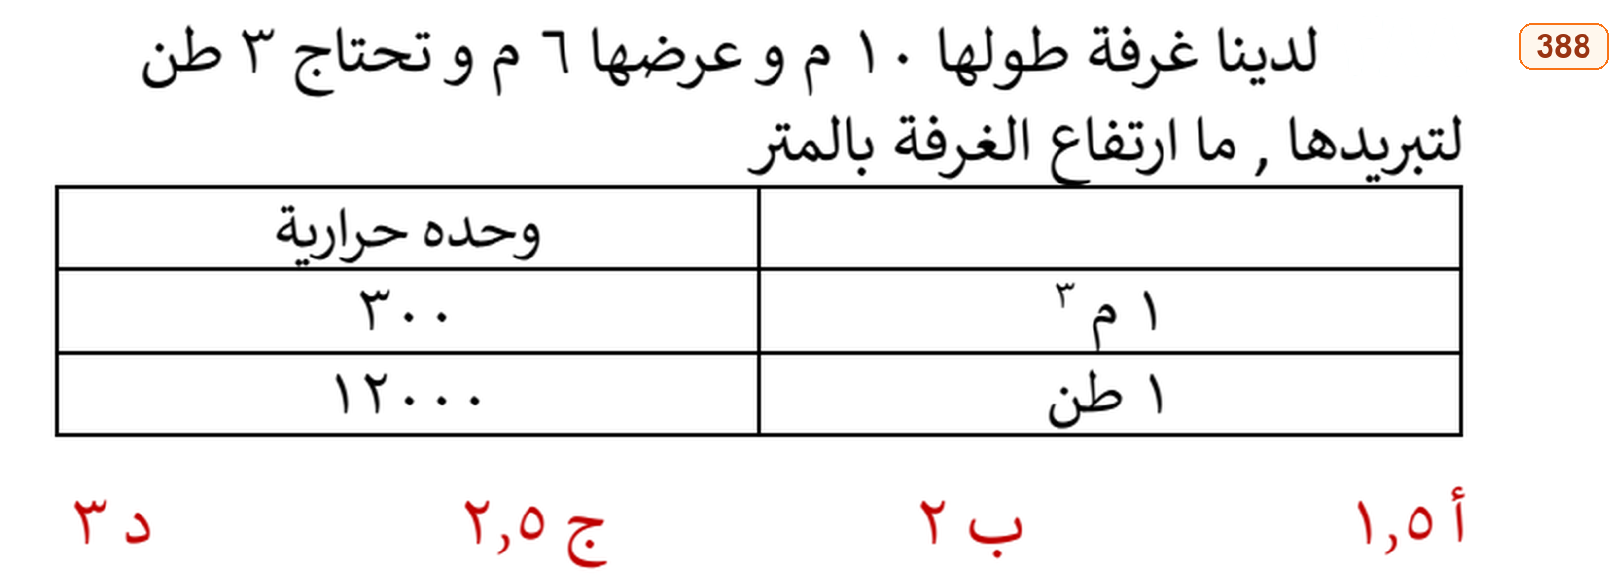 388
لدينا غرفة طولها ١٠ م و عرضها ٦ م و تحتاج ٣ طن
لتبريدها , ما ارتفاع الغرفة بالمتر
وحده حرارية
١ م ٣ ٣٠٠
١ طن ١٢٠٠٠
أ ١,٥ ب ٢ ج ٢,٥ د ٣